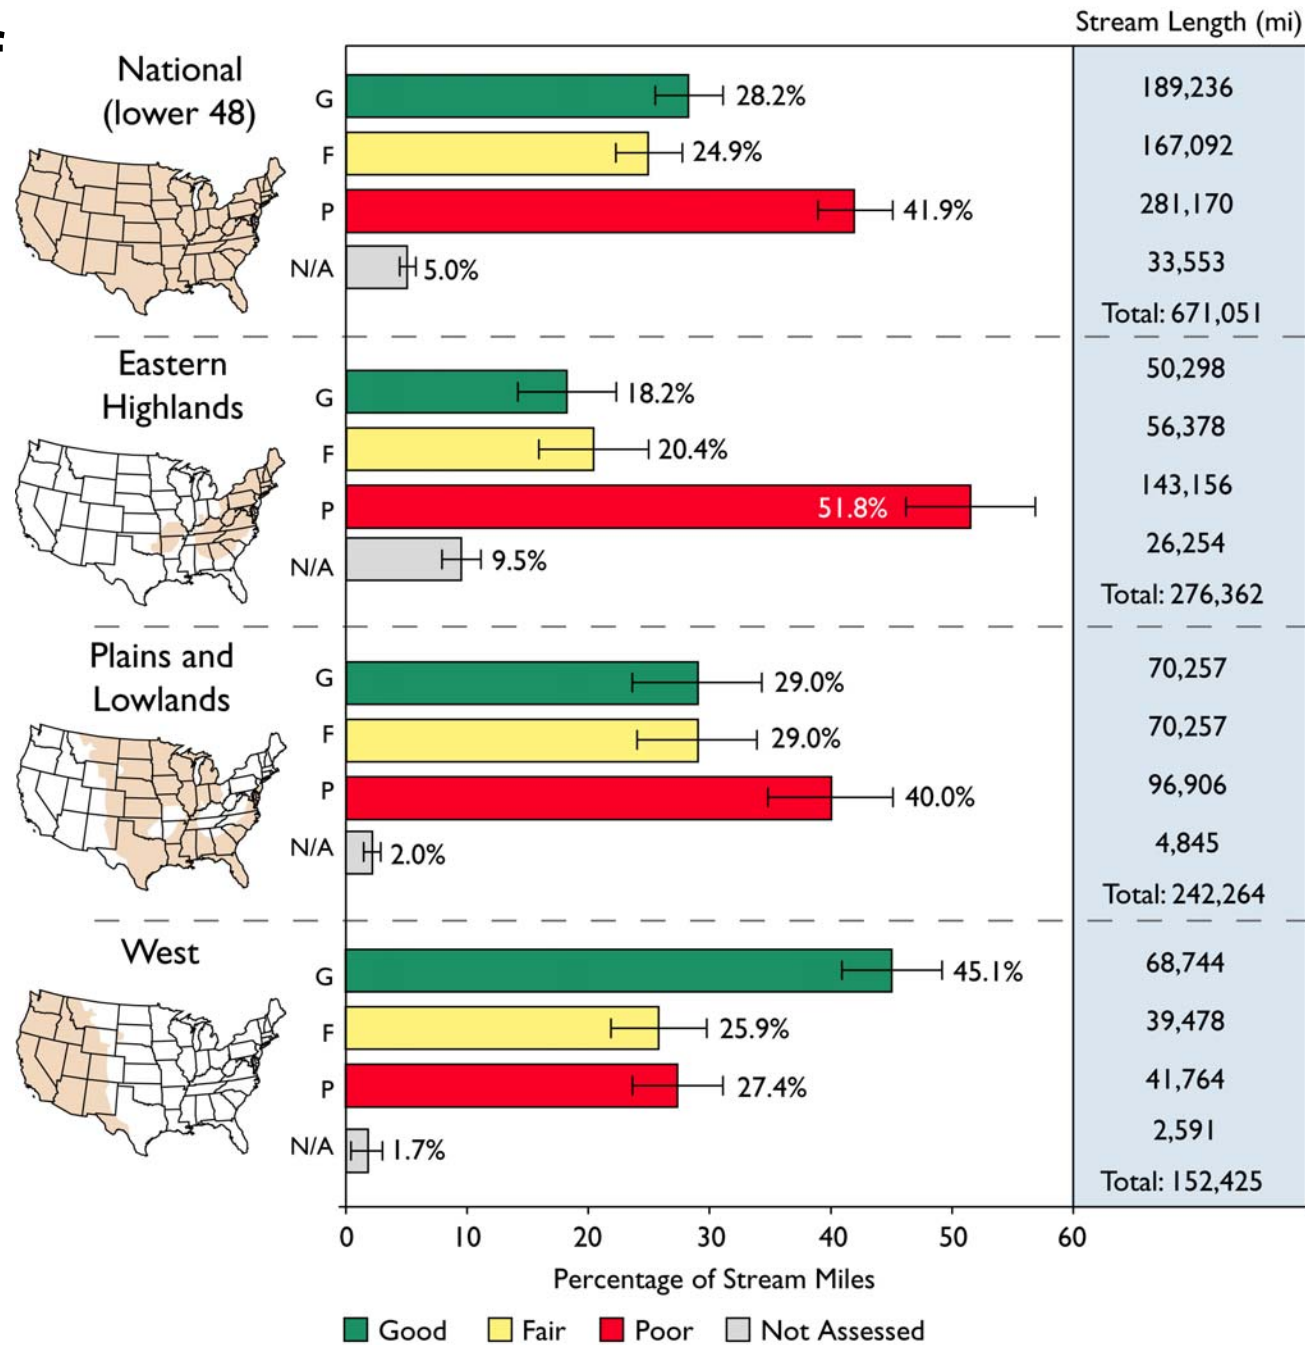 Stream Length (mi)
National
(lower 48)
G
28.2%
189,236
F
24.9%
167,092
P
41.9%
281,170
N/A
5.0%
33,553
Total: 671,051
Eastern
Highlands
G
18.2%
50,298
F
20.4%
56,378
P
51.8%
143,156
N/A
9.5%
26,254
Total: 276,362
Plains and
Lowlands
G
29.0%
70,257
F
29.0%
70,257
P
40.0%
96,906
N/A
2.0%
4,845
Total: 242,264
West
G
45.1%
68,744
F
25.9%
39,478
P
27.4%
41,764
N/A
1.7%
2,591
Total: 152,425
0 10 20 30 40 50 60
Percentage of Stream Miles
Good Fair Poor Not Assessed